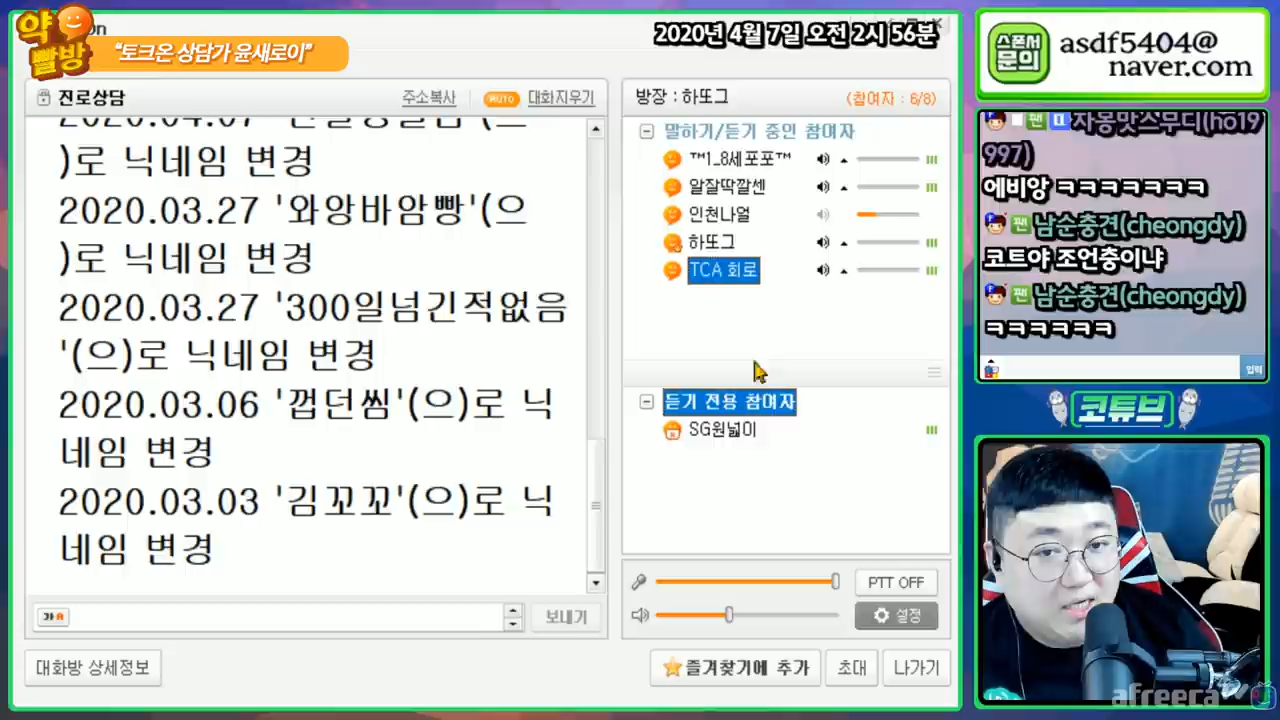 약빨방
"토크온 상담가 윤새로이"
on
2020년 4월 7일 오전 2시 56분
스폰서 문의
asdf5404@
naver.com
진로상담
주소복사
AUTO
대화지우기
)로 닉네임 변경
2020.03.27 '와앙바암빵'(으
)로 닉네임 변경
2020.03.27 '300일넘긴적없음
'(으)로 닉네임 변경
2020.03.06 '껍던씸'(으)로 닉
네임 변경
2020.03.03 '김꼬꼬'(으)로 닉
네임 변경
가A
보내기
대화방 상세정보
방장 : 하또그
(참여자 : 6/8)
말하기/듣기 중인 참여자
™1_8세포포™
알잘딱깔센
인천나얼
하또그
TCA 회로
듣기 전용 참여자
SG원넓이
PTT OFF
설정
즐겨찾기에 추가
초대
나가기
팬 자몽맛스무디(ho19
997)
에비앙 ㅋㅋㅋㅋㅋㅋㅋ
팬 남순충견(cheongdy)
코트야 조언충이냐
팬 남순충견(cheongdy)
ㅋㅋㅋㅋㅋㅋ
입력
코튜브
afreecaTV